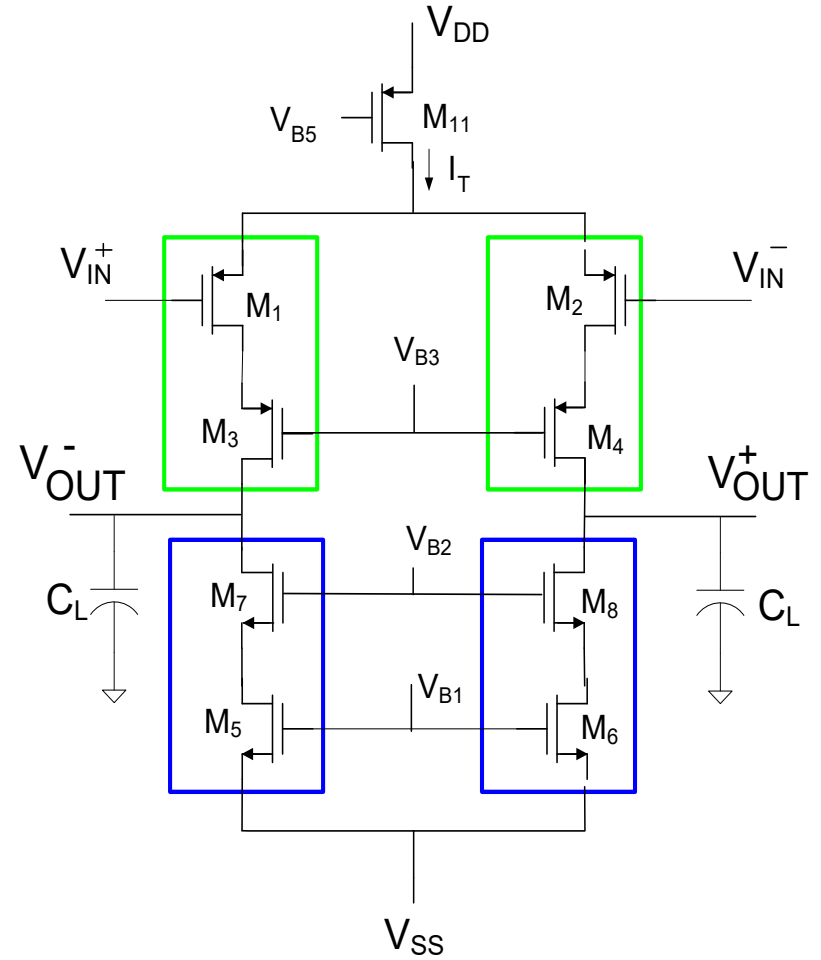 V_DD
V_B5
M_11
I_T
V_IN^+
M_1
M_2
V_IN^-
V_B3
M_3
M_4
V_OUT^-
V_OUT^+
V_B2
C_L
M_7
M_8
C_L
V_B1
M_5
M_6
V_SS